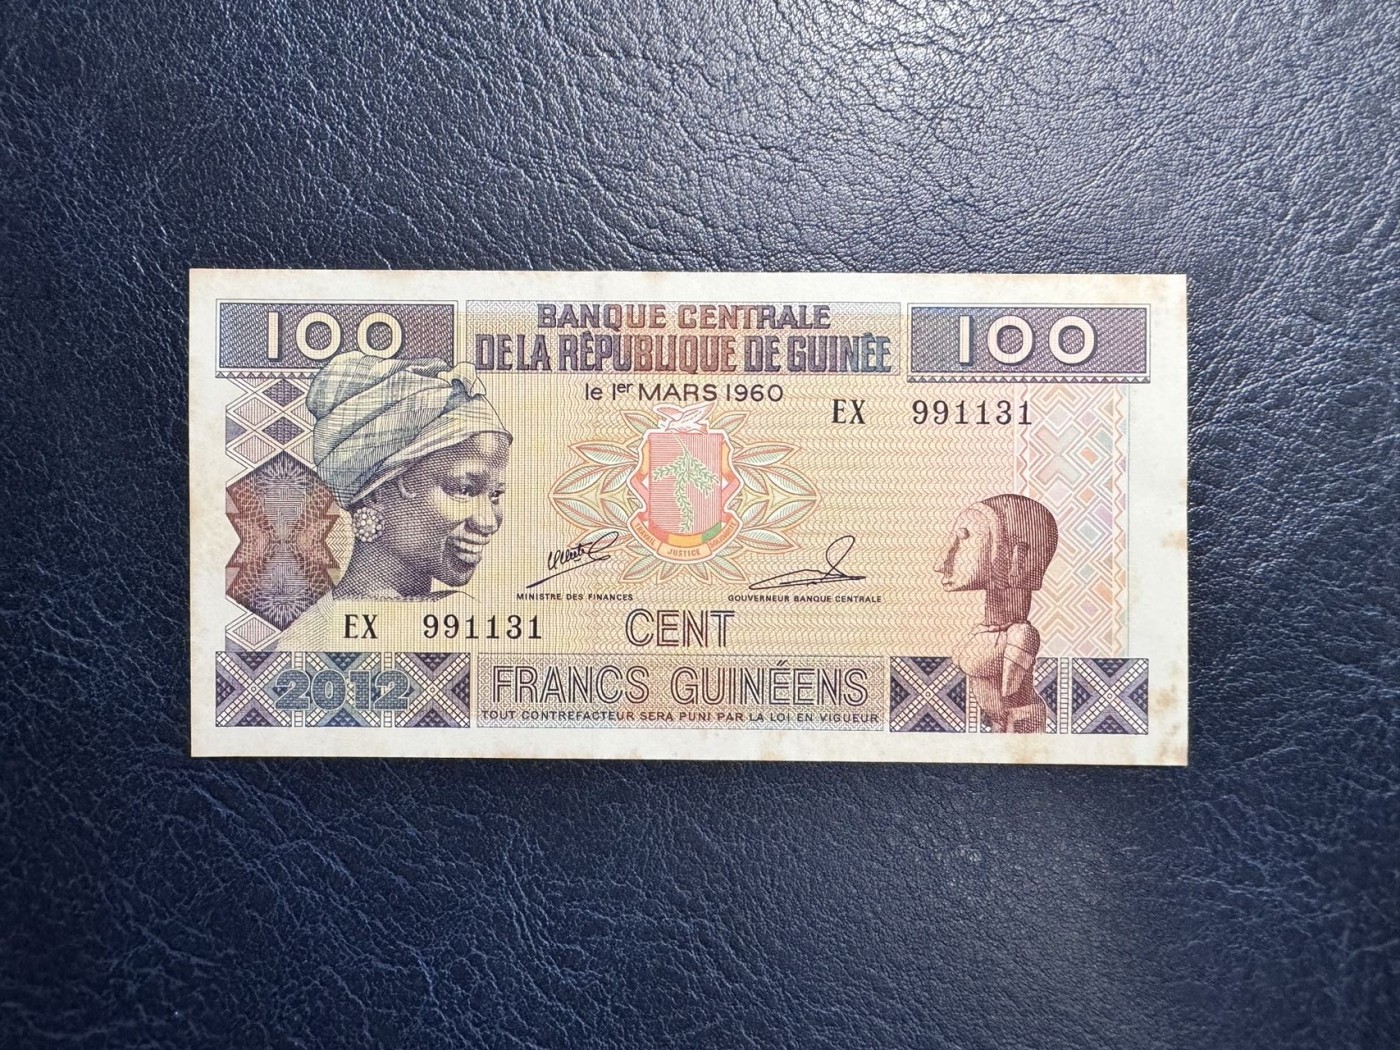 100
BANQUE CENTRALE
DE LA RÉPUBLIQUE DE GUINÉE
100
le 1er MARS 1960
EX 991131
JUSTICE
MINISTRE DES FINANCES
GOUVERNEUR BANQUE CENTRALE
EX 991131
CENT
2012
FRANCS GUINÉENS
TOUT CONTREFACTEUR SERA PUNI PAR LA LOI EN VIGUEUR